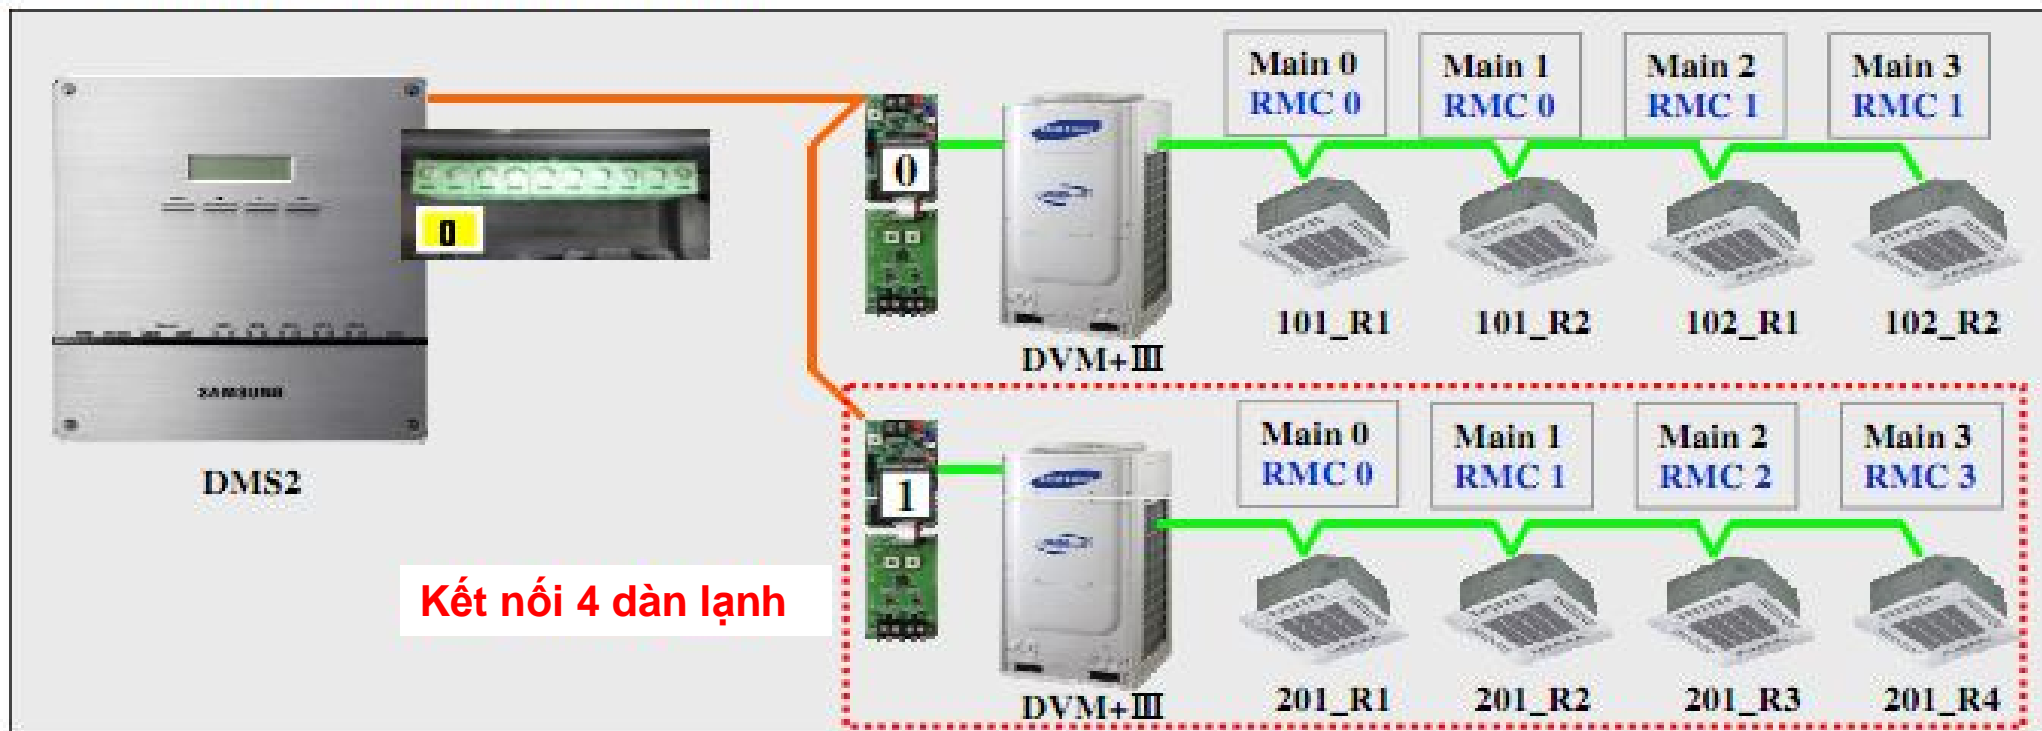 Main 0
RMC 0
Main 1
RMC 0
Main 2
RMC 1
Main 3
RMC 1
0
0
SAMSUNG
101_R1
101_R2
102_R1
102_R2
DVM+Ⅲ
SAMSUNG
DMS2
Main 0
RMC 0
Main 1
RMC 1
Main 2
RMC 2
Main 3
RMC 3
1
Kết nối 4 dàn lạnh
201_R1
201_R2
201_R3
201_R4
DVM+Ⅲ